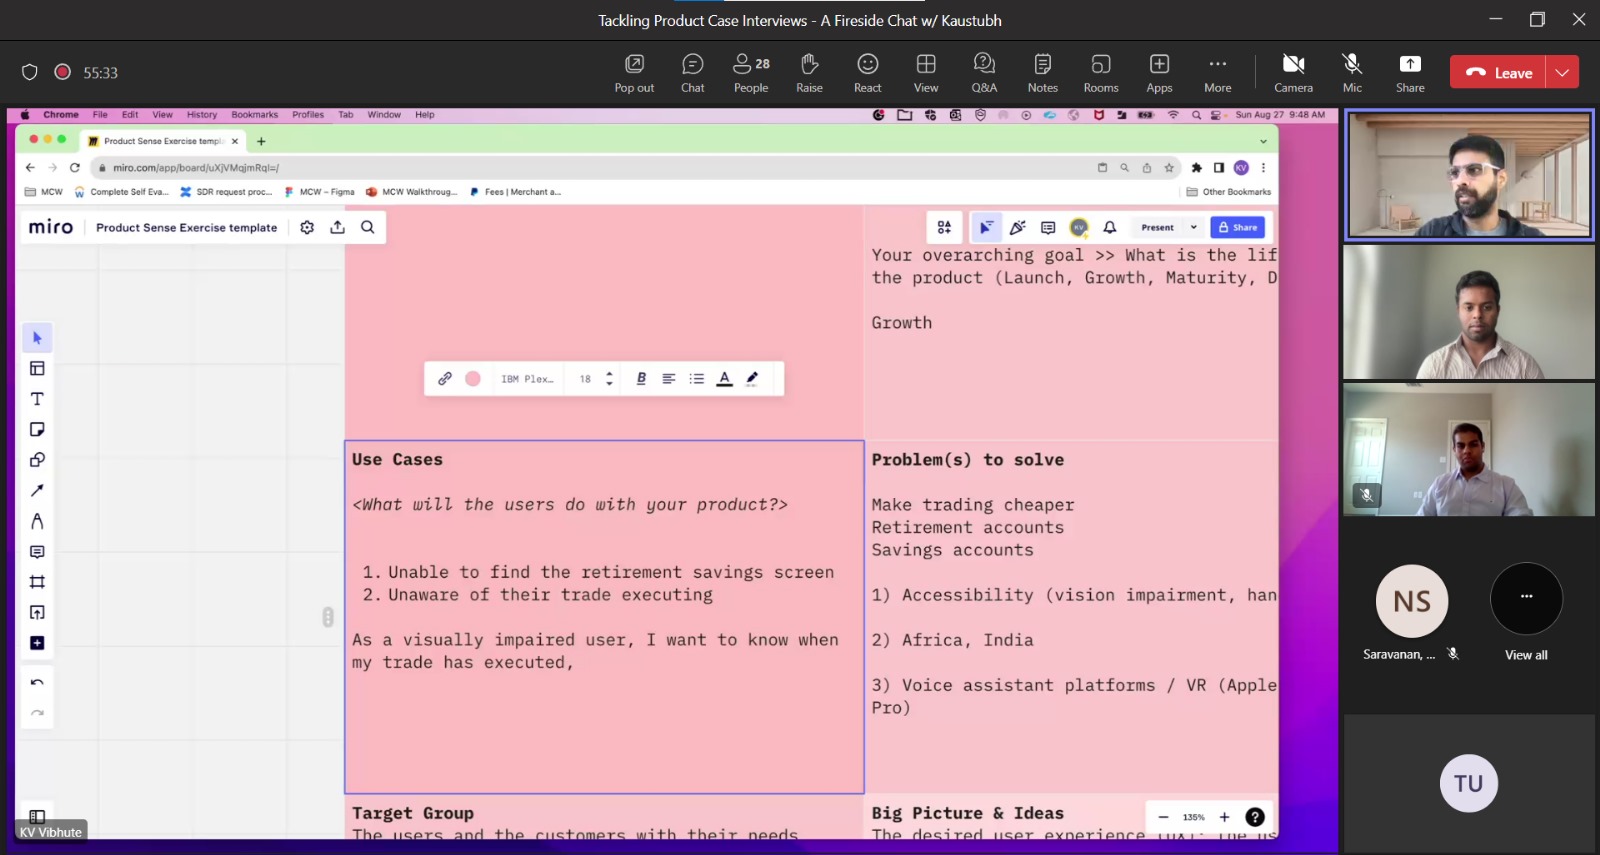 Tackling Product Case Interviews - A Fireside Chat w/ Kaustubh
55:33
Pop out
Chat
People
28
Raise
React
View
Q&A
Notes
Rooms
Apps
More
Camera
Mic
Share
Leave
Chrome File Edit View History Bookmarks Profiles Tab Window Help
Sun Aug 27 9:48 AM
Product Sense Exercise templ
miro.com/app/board/uXjVMqjmRqI=/
KV
MCW
Complete Self Eva...
SDR request proc...
MCW – Figma
MCW Walkthroug...
Fees | Merchant a...
Other Bookmarks
miro
Product Sense Exercise template
KV
Present
Share
Your overarching goal >> What is the lif
the product (Launch, Growth, Maturity, D
Growth
IBM Plex...
18
B
A
Use Cases
<What will the users do with your product?>
1. Unable to find the retirement savings screen
2. Unaware of their trade executing
As a visually impaired user, I want to know when
my trade has executed,
Problem(s) to solve
Make trading cheaper
Retirement accounts
Savings accounts
1) Accessibility (vision impairment, han
2) Africa, India
3) Voice assistant platforms / VR (Apple
Pro)
Target Group
The users and the customers with their needs
Big Picture & Ideas
The desired user experience (UX): the us
135%
KV Vibhute
NS
Saravanan, ...
View all
TU